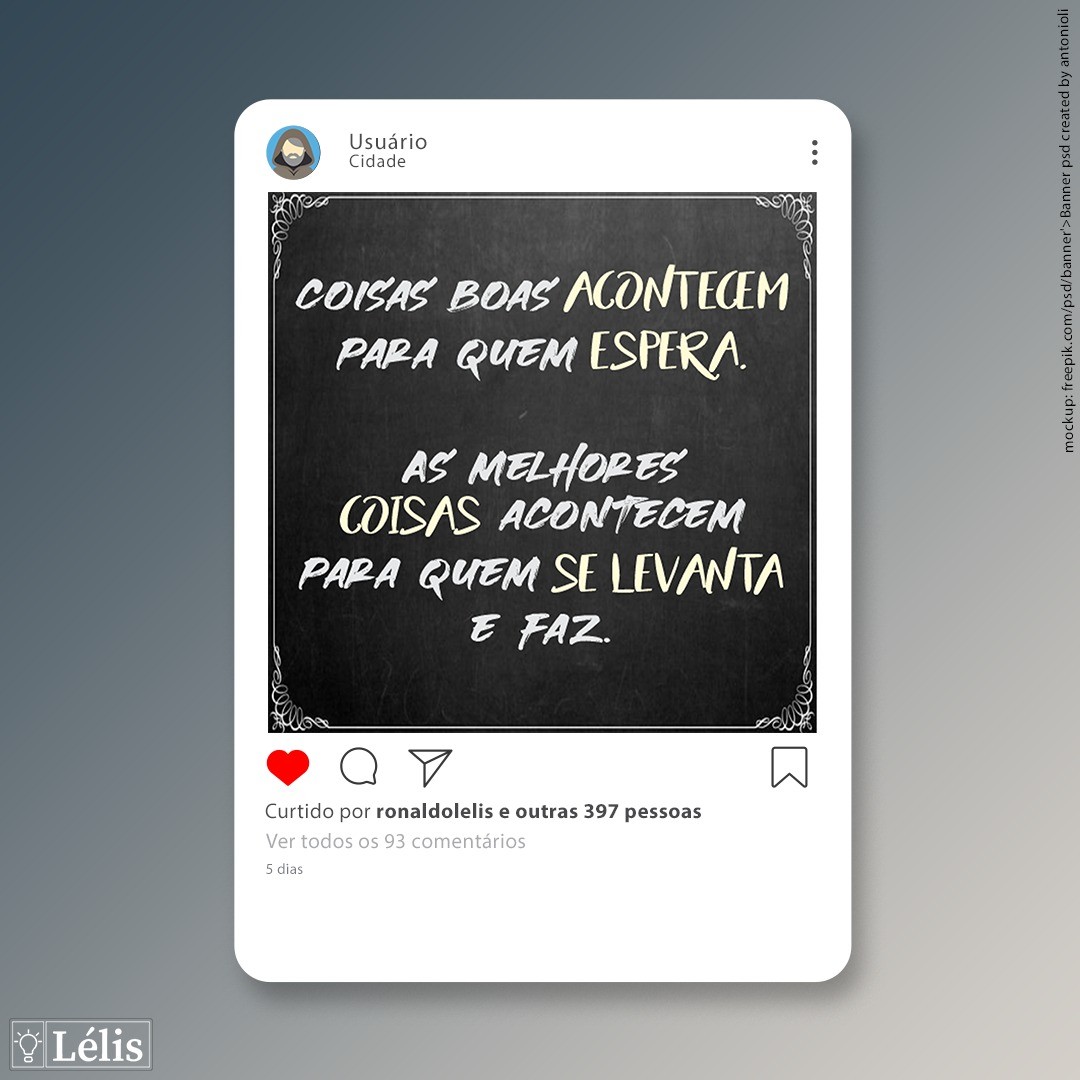 Usuário
Cidade
COISAS BOAS ACONTECEM
PARA QUEM ESPERA.
AS MELHORES
COISAS ACONTECEM
PARA QUEM SE LEVANTA
E FAZ.
Curtido por ronaldolelis e outras 397 pessoas
Ver todos os 93 comentários
5 dias
Lélis
mockup: freepik.com/psd/banner'>Banner psd created by antonioli